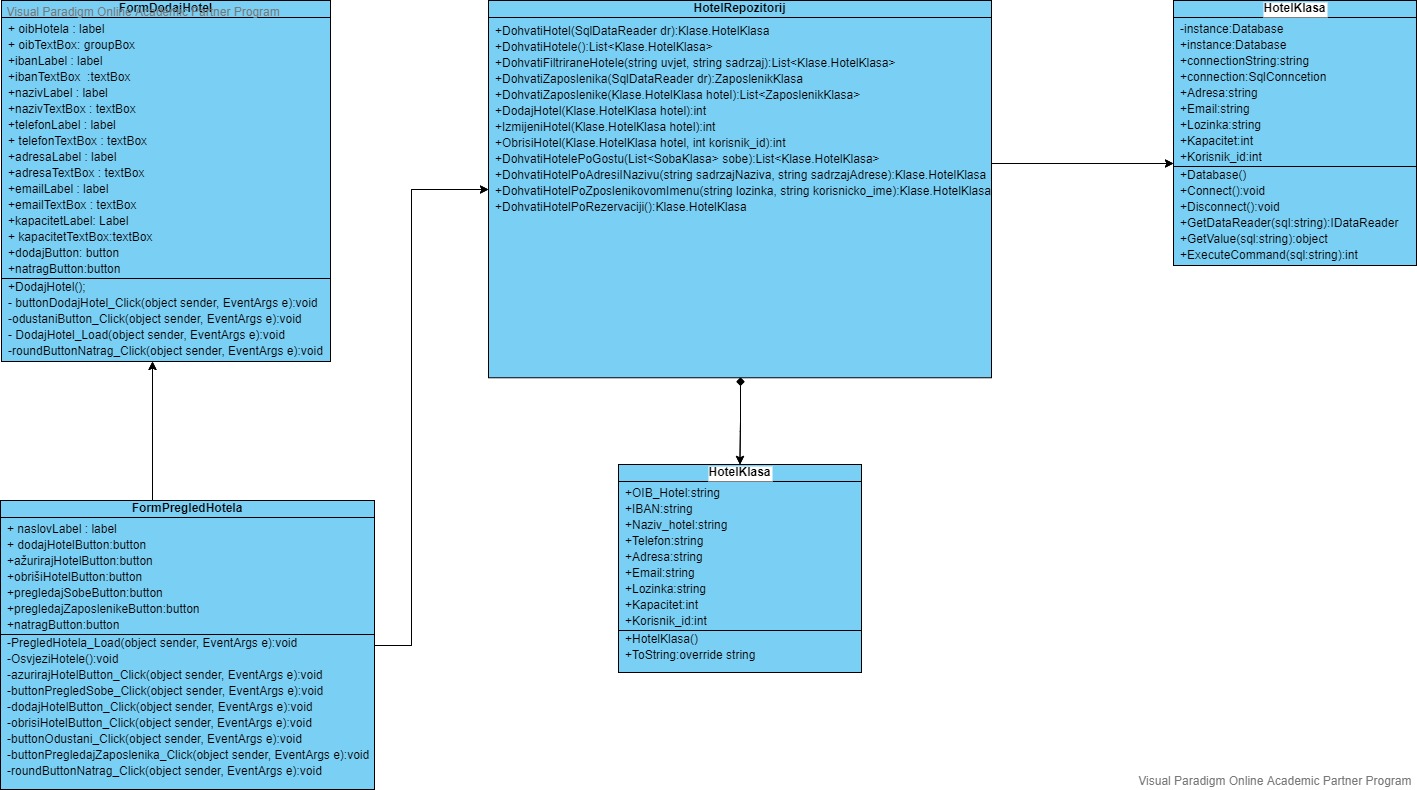 Visual Paradigm Online Academic Partner Program
FormDodajHotel
+ oibHotela : label
+ oibTextBox: groupBox
+ibanLabel : label
+ibanTextBox :textBox
+nazivLabel : label
+nazivTextBox : textBox
+telefonLabel : label
+ telefonTextBox : textBox
+adresaLabel : label
+adresaTextBox : textBox
+emailLabel : label
+emailTextBox : textBox
+kapacitetLabel: Label
+ kapacitetTextBox:textBox
+dodajButton: button
+natragButton:button
+DodajHotel();
- buttonDodajHotel_Click(object sender, EventArgs e):void
-odustaniButton_Click(object sender, EventArgs e):void
- DodajHotel_Load(object sender, EventArgs e):void
-roundButtonNatrag_Click(object sender, EventArgs e):void
HotelRepozitorij
+DohvatiHotel(SqlDataReader dr):Klase.HotelKlasa
+DohvatiHotele():List<Klase.HotelKlasa>
+DohvatiFiltriraneHotele(string uvjet, string sadrzaj):List<Klase.HotelKlasa>
+DohvatiZaposlenika(SqlDataReader dr):ZaposlenikKlasa
+DohvatiZaposlenike(Klase.HotelKlasa hotel):List<ZaposlenikKlasa>
+DodajHotel(Klase.HotelKlasa hotel):int
+IzmijeniHotel(Klase.HotelKlasa hotel):int
+ObrisiHotel(Klase.HotelKlasa hotel, int korisnik_id):int
+DohvatiHotelePoGostu(List<SobaKlasa> sobe):List<Klase.HotelKlasa>
+DohvatiHotelPoAdresiINazivu(string sadrzajNaziva, string sadrzajAdrese):Klase.HotelKlasa
+DohvatiHotelPoZposlenikovomImenu(string lozinka, string korisnicko_ime):Klase.HotelKlasa
+DohvatiHotelPoRezervaciji():Klase.HotelKlasa
HotelKlasa
-instance:Database
+instance:Database
+connectionString:string
+connection:SqlConncetion
+Adresa:string
+Email:string
+Lozinka:string
+Kapacitet:int
+Korisnik_id:int
+Database()
+Connect():void
+Disconnect():void
+GetDataReader(sql:string):IDataReader
+GetValue(sql:string):object
+ExecuteCommand(sql:string):int
HotelKlasa
+OIB_Hotel:string
+IBAN:string
+Naziv_hotel:string
+Telefon:string
+Adresa:string
+Email:string
+Lozinka:string
+Kapacitet:int
+Korisnik_id:int
+HotelKlasa()
+ToString:override string
FormPregledHotela
+ naslovLabel : label
+ dodajHotelButton:button
+ažurirajHotelButton:button
+obrišiHotelButton:button
+pregledajSobeButton:button
+pregledajZaposlenikeButton:button
+natragButton:button
-PregledHotela_Load(object sender, EventArgs e):void
-OsvjeziHotele():void
-azurirajHotelButton_Click(object sender, EventArgs e):void
-buttonPregledSobe_Click(object sender, EventArgs e):void
-dodajHotelButton_Click(object sender, EventArgs e):void
-obrisiHotelButton_Click(object sender, EventArgs e):void
-buttonOdustani_Click(object sender, EventArgs e):void
-buttonPregledajZaposlenika_Click(object sender, EventArgs e):void
-roundButtonNatrag_Click(object sender, EventArgs e):void
Visual Paradigm Online Academic Partner Program